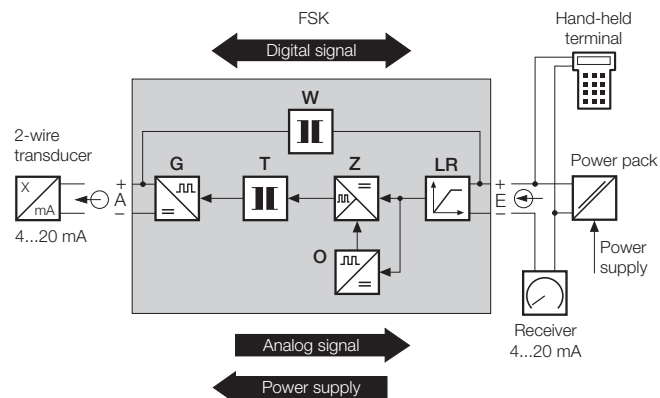 FSK
Digital signal
Hand-held
terminal
W
2-wire
transducer
G
T
Z
LR
Power pack
X
mA
+
A
−
+
E
−
4...20 mA
O
Power
supply
Receiver
4...20 mA
Analog signal
Power supply